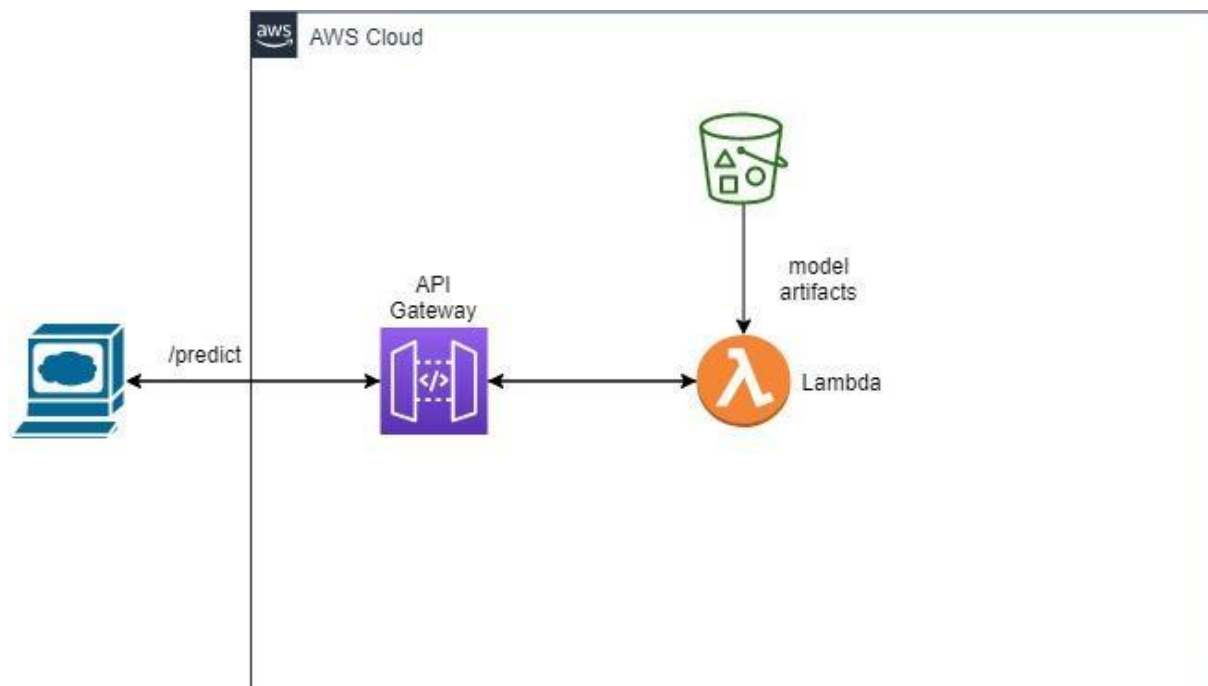 aws
AWS Cloud
model
artifacts
API
Gateway
/predict
</>
Lambda